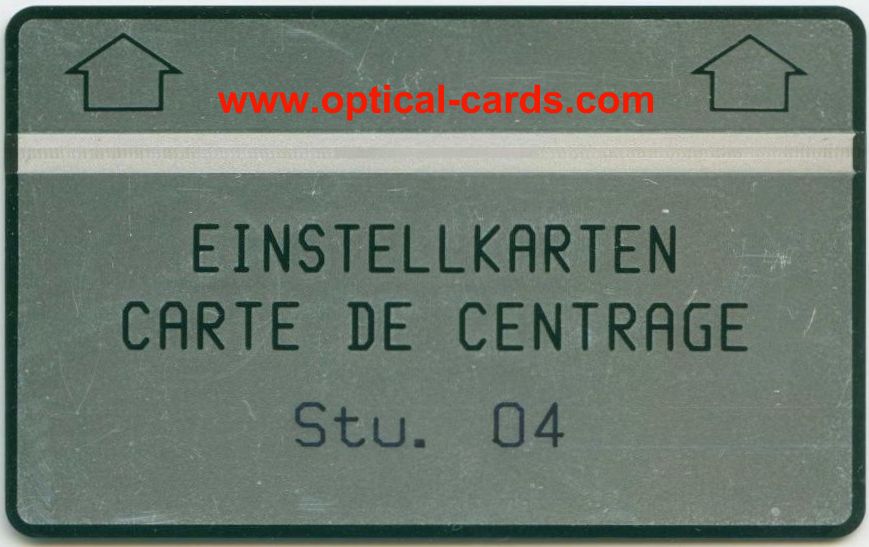 www.optical-cards.com
EINSTELLKARTEN
CARTE DE CENTRAGE
Stu. 04